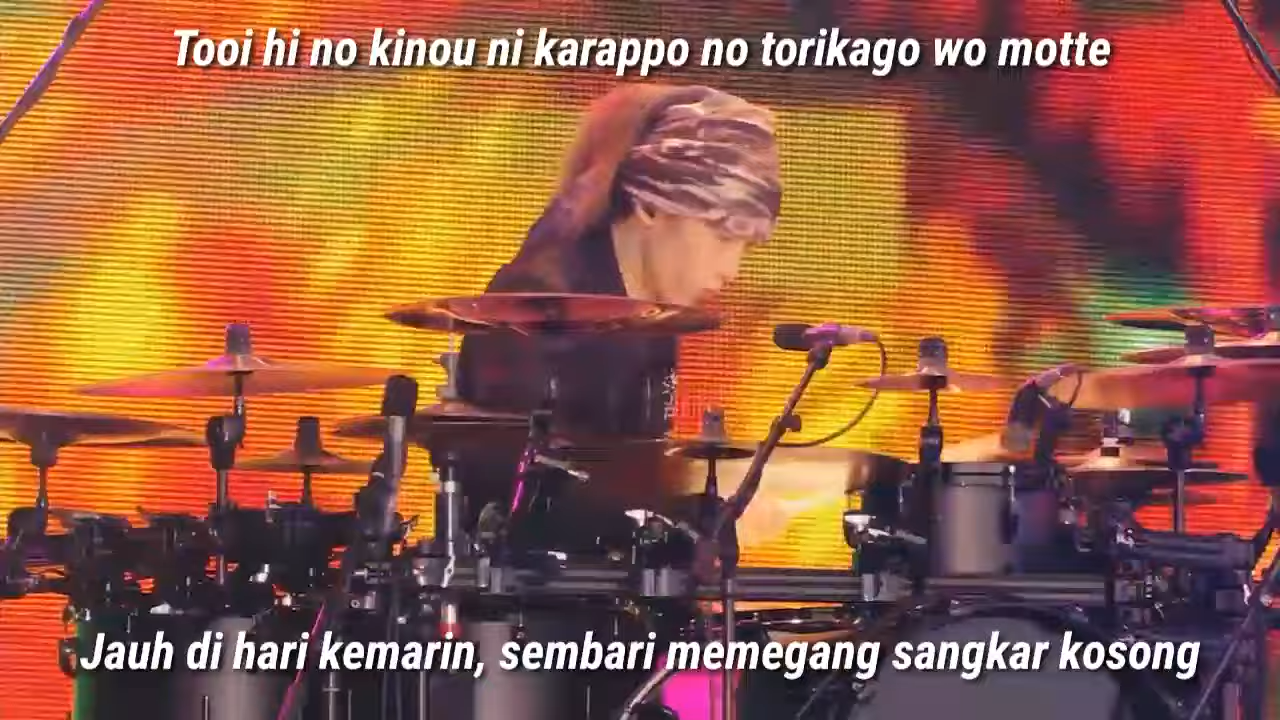 Tooi hi no kinou ni karappo no torikago wo motte
Jauh di hari kemarin, sembari memegang sangkar kosong